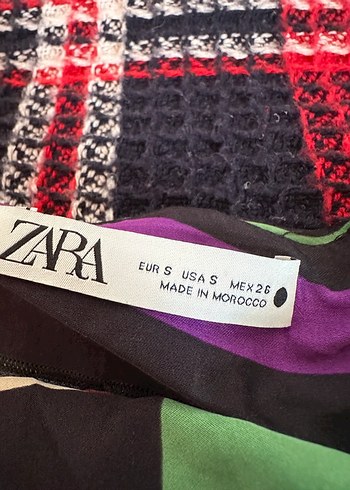 ZARA
EUR S USA S MEX 26
MADE IN MOROCCO